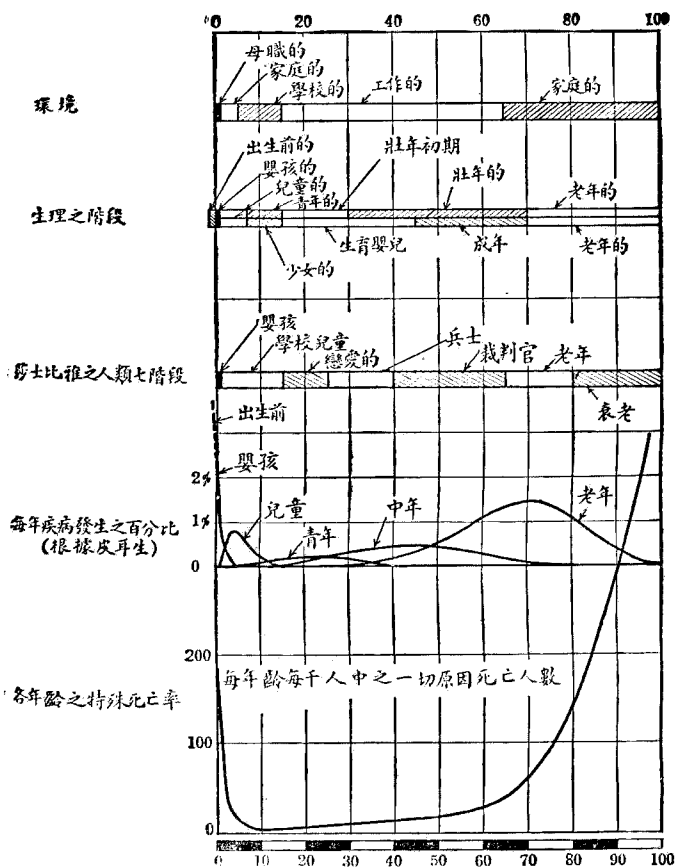 0 20 40 60 80 100
母職的
家庭的
學校的
工作的
家庭的
環境
出生前的
嬰孩的
兒童的
青年的
壯年初期
壯年的
老年的
生理之階段
少女的
生育嬰兒
成年
老年的
嬰孩
學校兒童
戀愛的
兵士
裁判官
老年
莎士比雅之人類七階段
衰老
出生前
嬰孩
2%
兒童
中年
老年
1%
青年
每年疾病發生之百分比
(根據皮耳生)
0
200
每年齡每千人中之一切原因死亡人數
各年齡之特殊死亡率
100
0
0 10 20 30 40 50 60 70 80 90 100